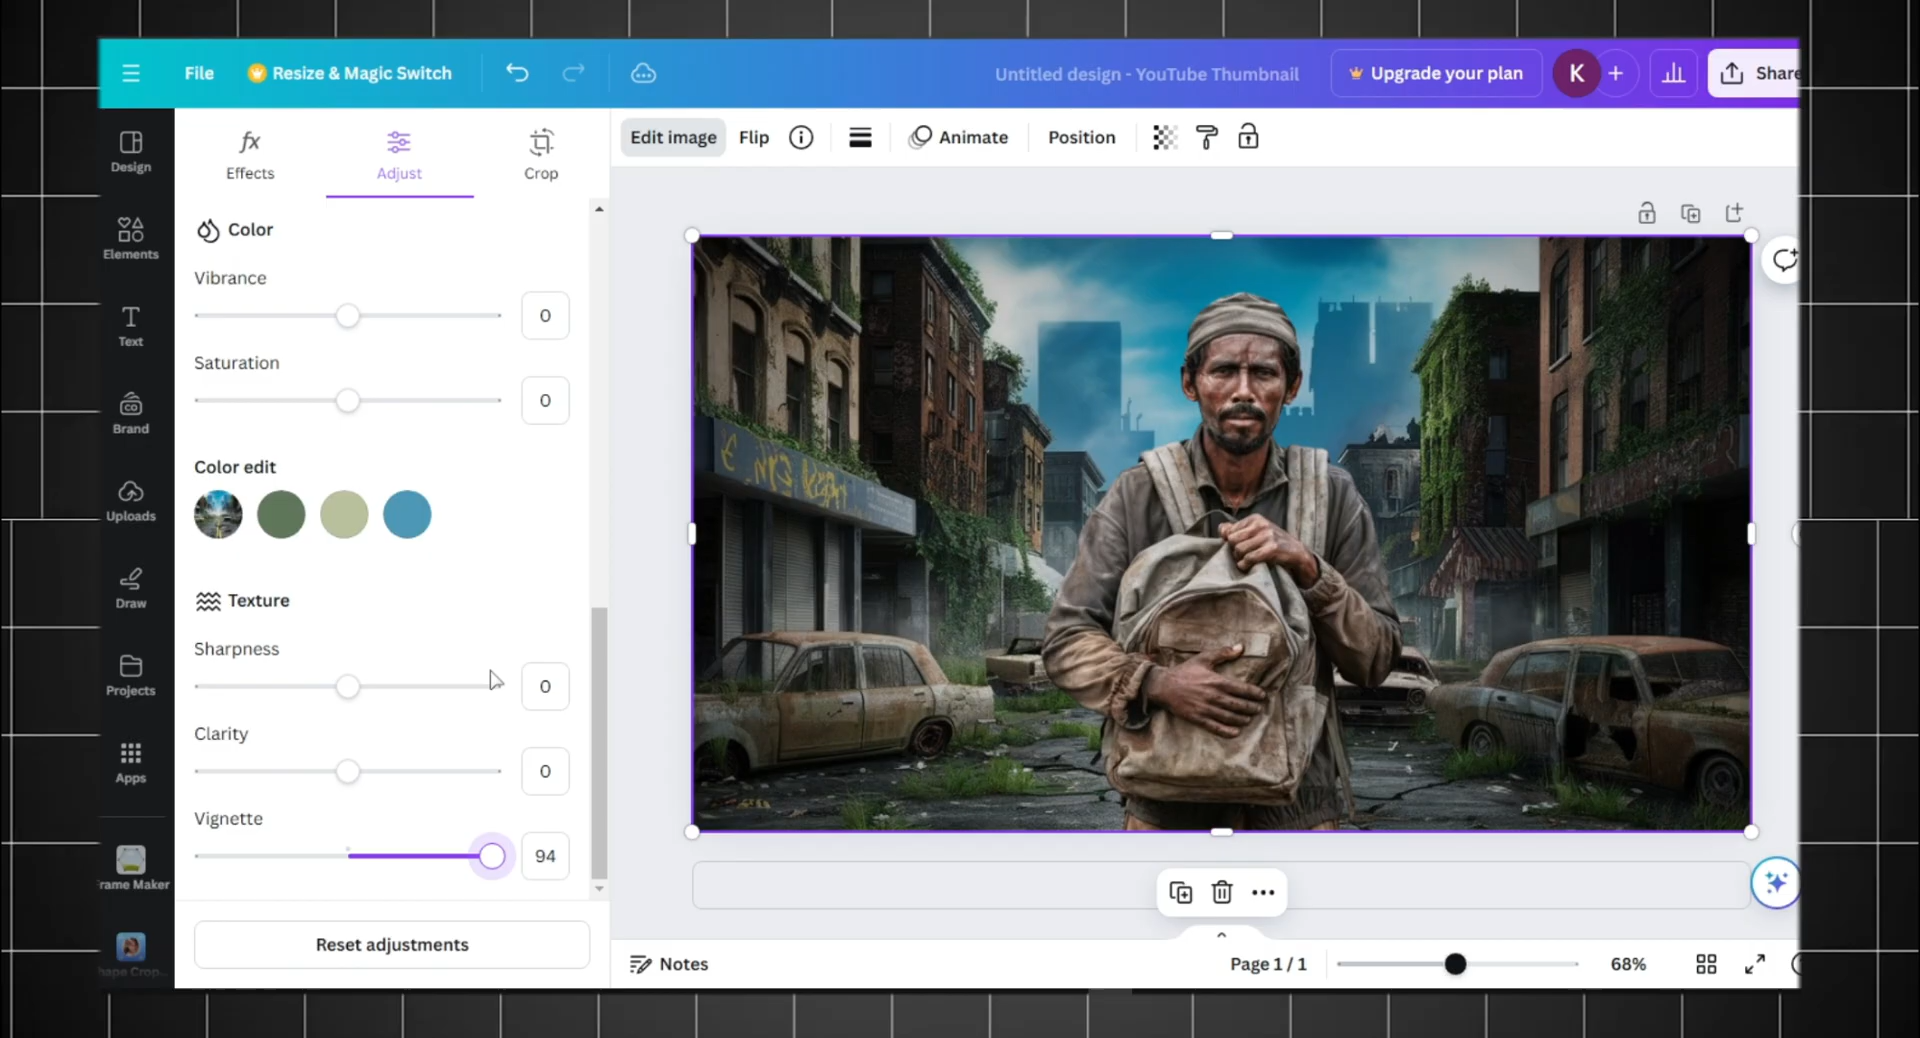 File
Resize & Magic Switch
Untitled design - YouTube Thumbnail
Upgrade your plan
K
Share
Design
Elements
Text
Brand
Uploads
Draw
Projects
Apps
rame Maker
hape Crop...
Effects
Adjust
Crop
Color
Vibrance
0
Saturation
0
Color edit
Texture
Sharpness
0
Clarity
0
Vignette
94
Reset adjustments
Edit image
Flip
Animate
Position
Notes
Page 1 / 1
68%